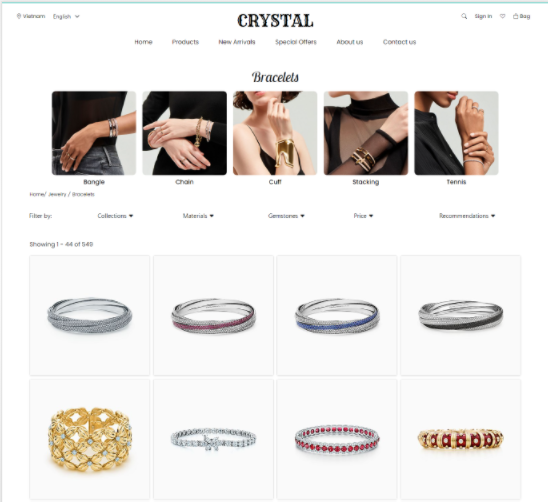 Vietnam English
CRYSTAL
Sign in
Bag
Home Products New Arrivals Special Offers About us Contact us
Bracelets
Bangle Chain Cuff Stacking Tennis
Home/ Jewelry / Bracelets
Filter by: Collections Materials Gemstones Price Recommendations
Showing 1 - 44 of 549